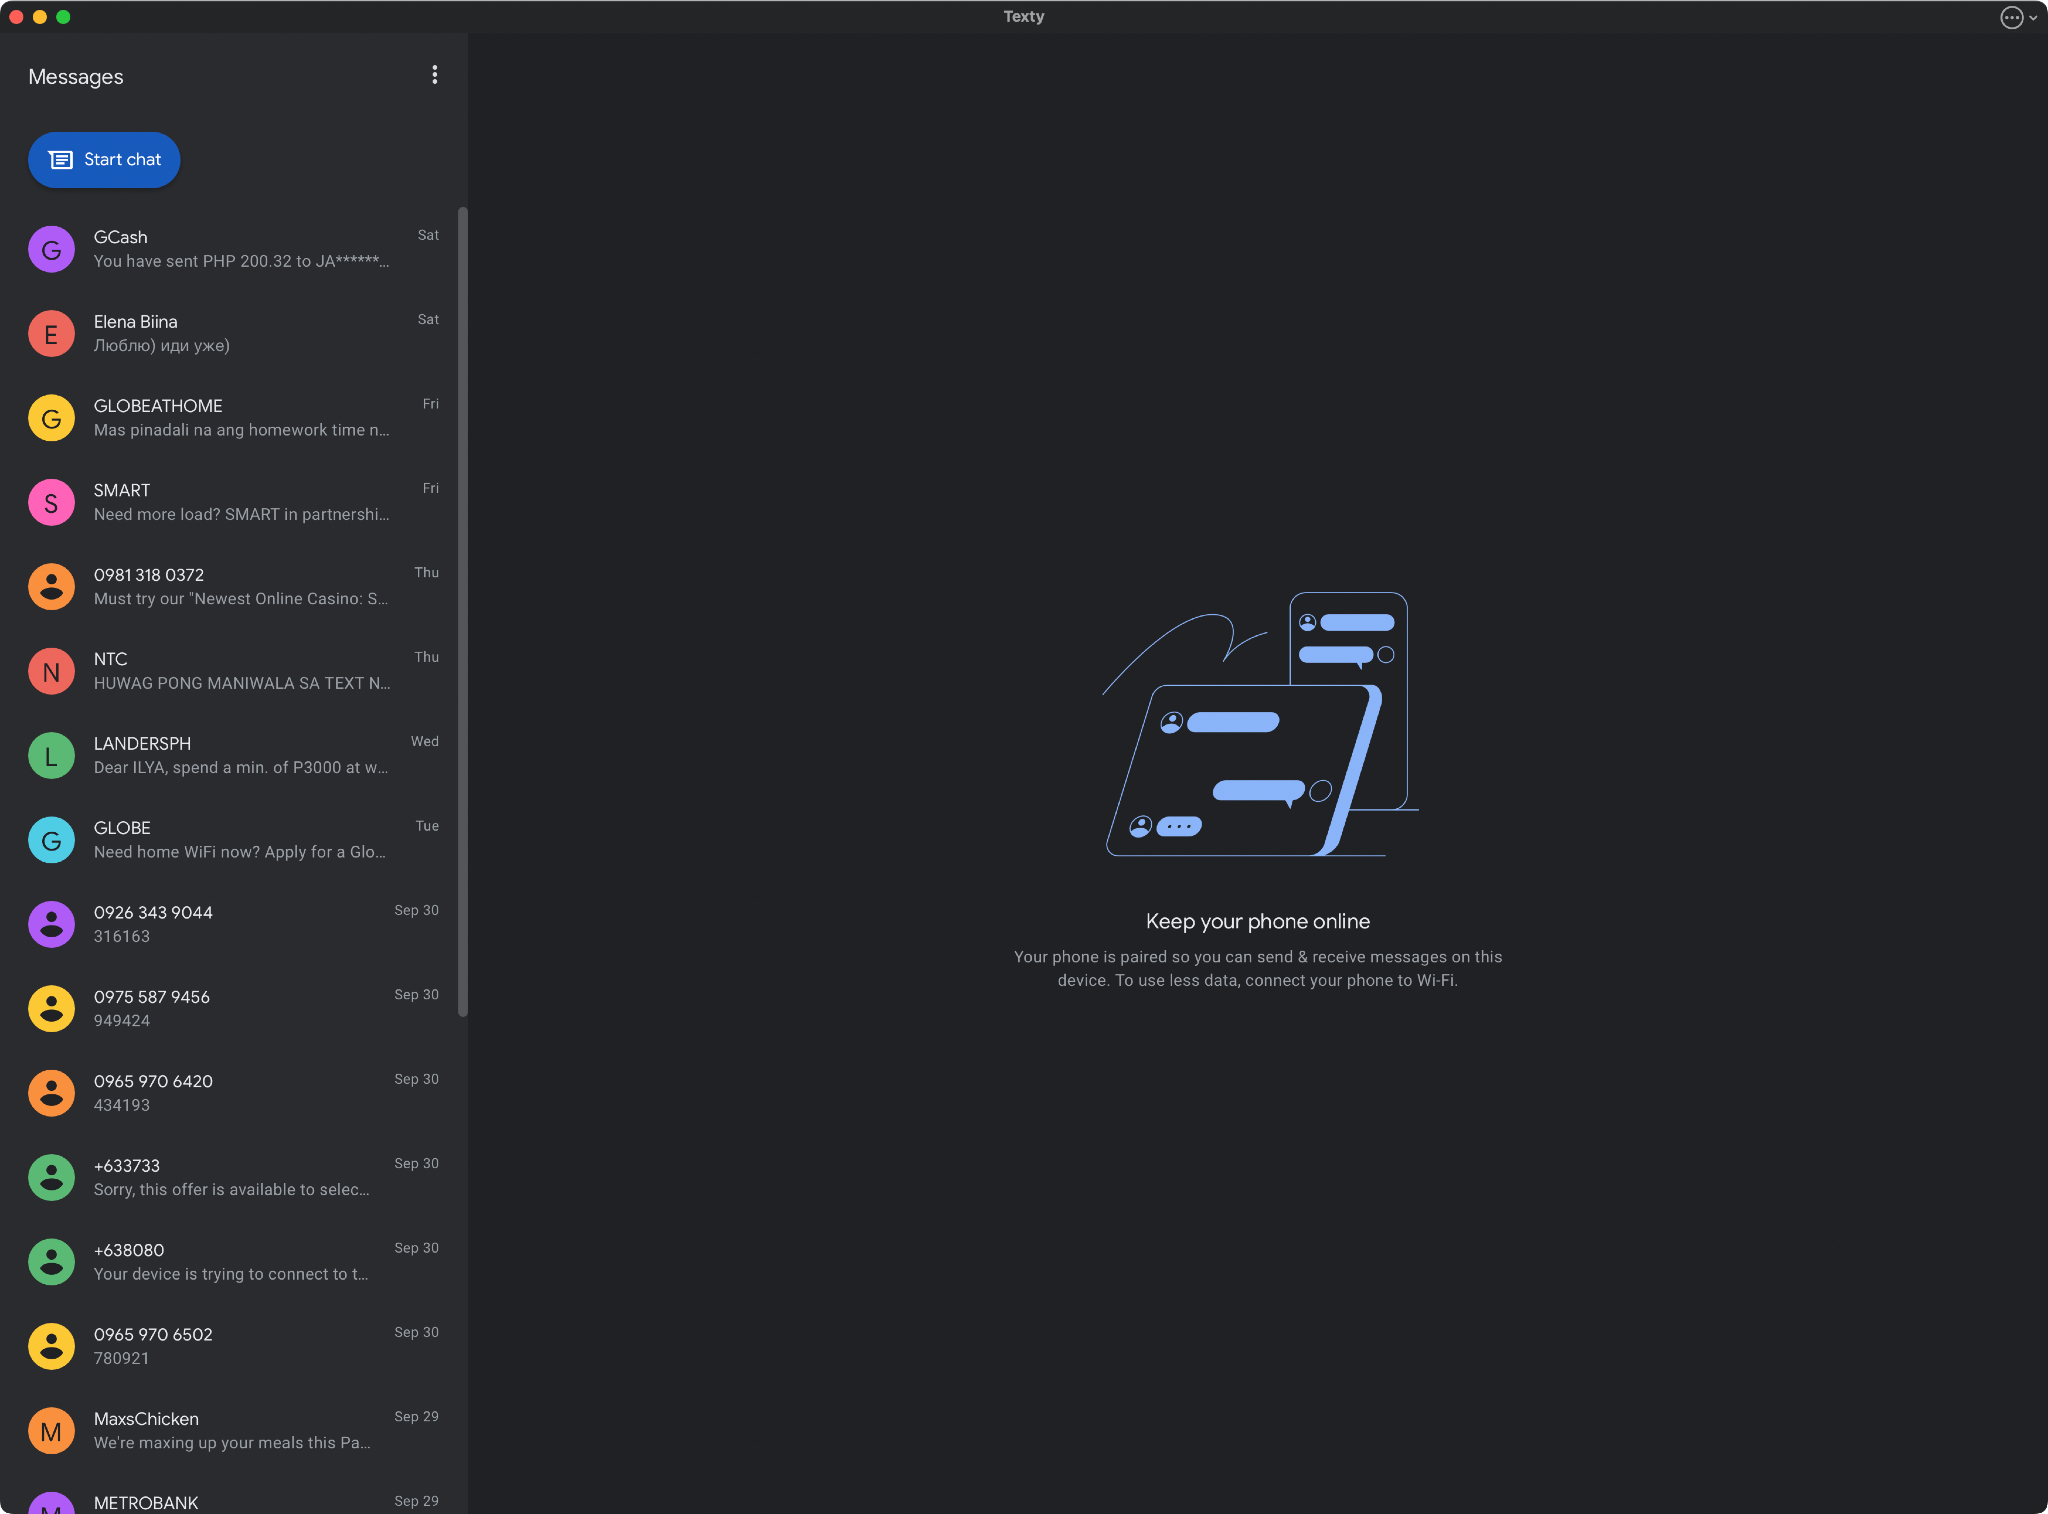 Texty
Messages
Start chat
GCash
Sat
You have sent PHP 200.32 to JA******...
Elena Biina
Sat
Люблю) иди уже)
GLOBEATHOME
Fri
Mas pinadali na ang homework time n...
SMART
Fri
Need more load? SMART in partnershi...
0981 318 0372
Thu
Must try our "Newest Online Casino: S...
NTC
Thu
HUWAG PONG MANIWALA SA TEXT N...
LANDERSPH
Wed
Dear ILYA, spend a min. of P3000 at w...
GLOBE
Tue
Need home WiFi now? Apply for a Glo...
0926 343 9044
Sep 30
316163
0975 587 9456
Sep 30
949424
0965 970 6420
Sep 30
434193
+633733
Sep 30
Sorry, this offer is available to selec...
+638080
Sep 30
Your device is trying to connect to t...
0965 970 6502
Sep 30
780921
MaxsChicken
Sep 29
We're maxing up your meals this Pa...
METROBANK
Sep 29
G
E
G
S
N
L
G
M
M
Keep your phone online
Your phone is paired so you can send & receive messages on this
device. To use less data, connect your phone to Wi-Fi.